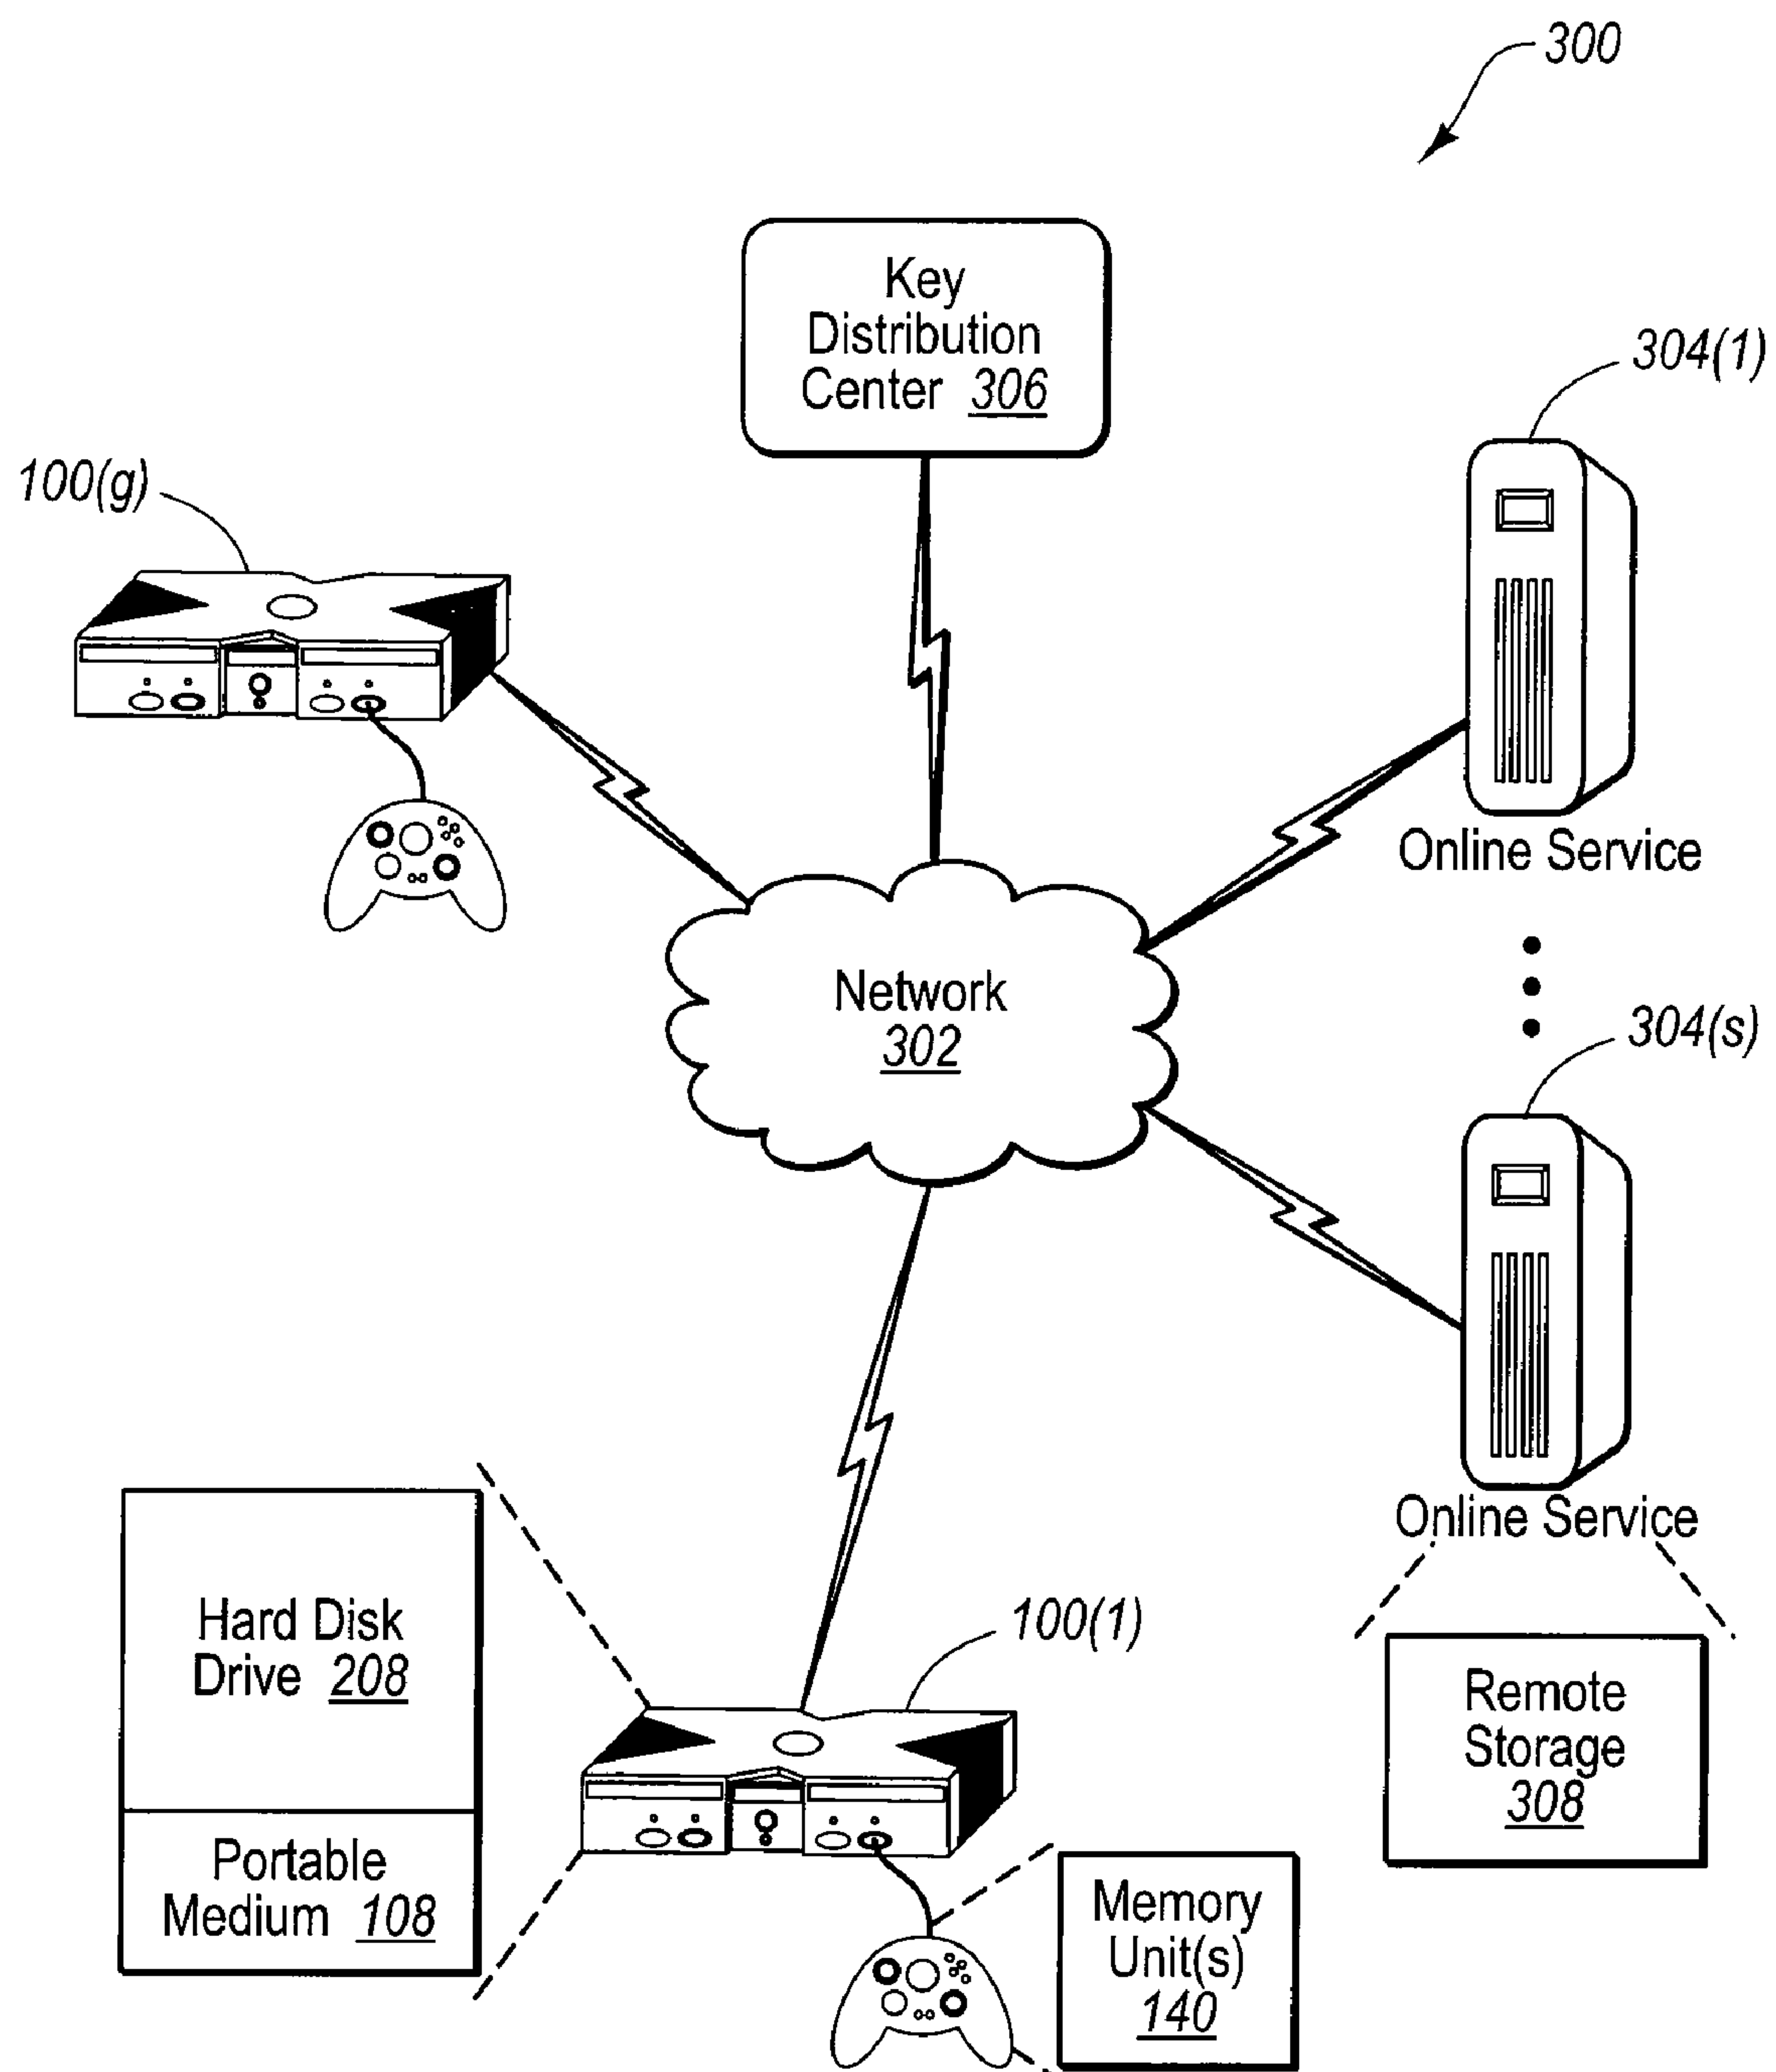 300
Key
Distribution
Center 306
304(1)
100(g)
Online Service
Network
302
304(s)
Online Service
Hard Disk
Drive 208
100(1)
Remote
Storage
308
Portable
Medium 108
Memory
Unit(s)
140